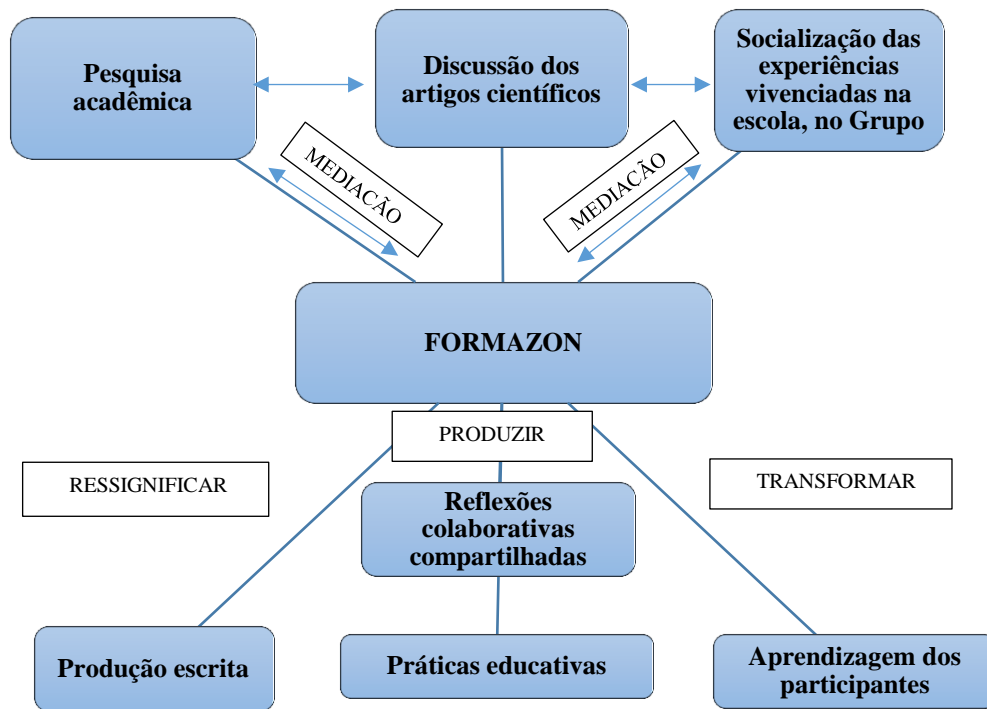 Pesquisa
acadêmica
Discussão dos
artigos científicos
Socialização das
experiências
vivenciadas na
escola, no Grupo
MEDIAÇÃO
MEDIAÇÃO
FORMAZON
PRODUZIR
RESSIGNIFICAR
TRANSFORMAR
Reflexões
colaborativas
compartilhadas
Produção escrita
Práticas educativas
Aprendizagem dos
participantes